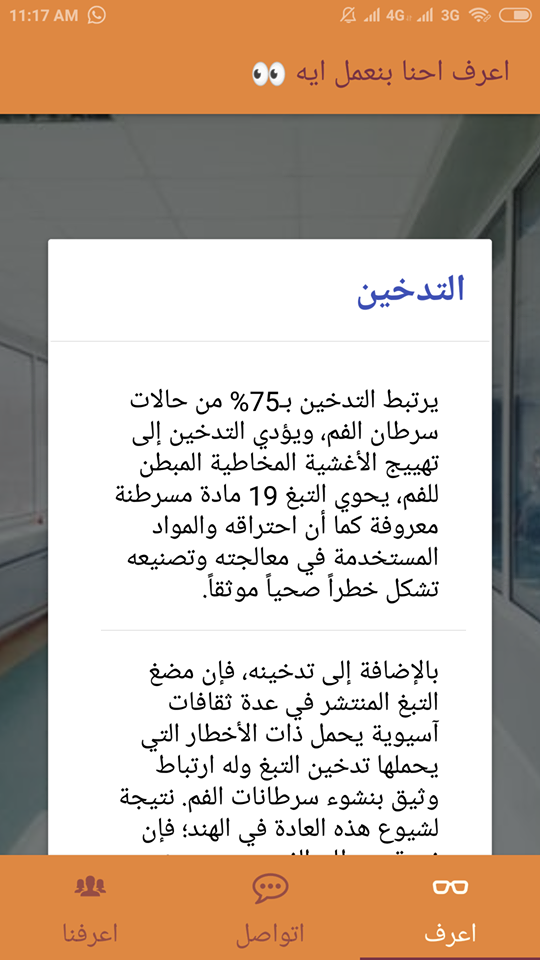 11:17 AM 4G 3G
اعرف احنا بنعمل ايه 👀
التدخين
يرتبط التدخين بـ75% من حالات
سرطان الفم، ويؤدي التدخين إلى
تهييج الأغشية المخاطية المبطن
للفم، يحوي التبغ 19 مادة مسرطنة
معروفة كما أن احتراقه والمواد
المستخدمة في معالجته وتصنيعه
تشكل خطراً صحياً موثقاً.
بالإضافة إلى تدخينه، فإن مضغ
التبغ المنتشر في عدة ثقافات
آسيوية يحمل ذات الأخطار التي
يحملها تدخين التبغ وله ارتباط
وثيق بنشوء سرطانات الفم. نتيجة
لشيوع هذه العادة في الهند؛ فإن
اعرف
اتواصل
اعرفنا